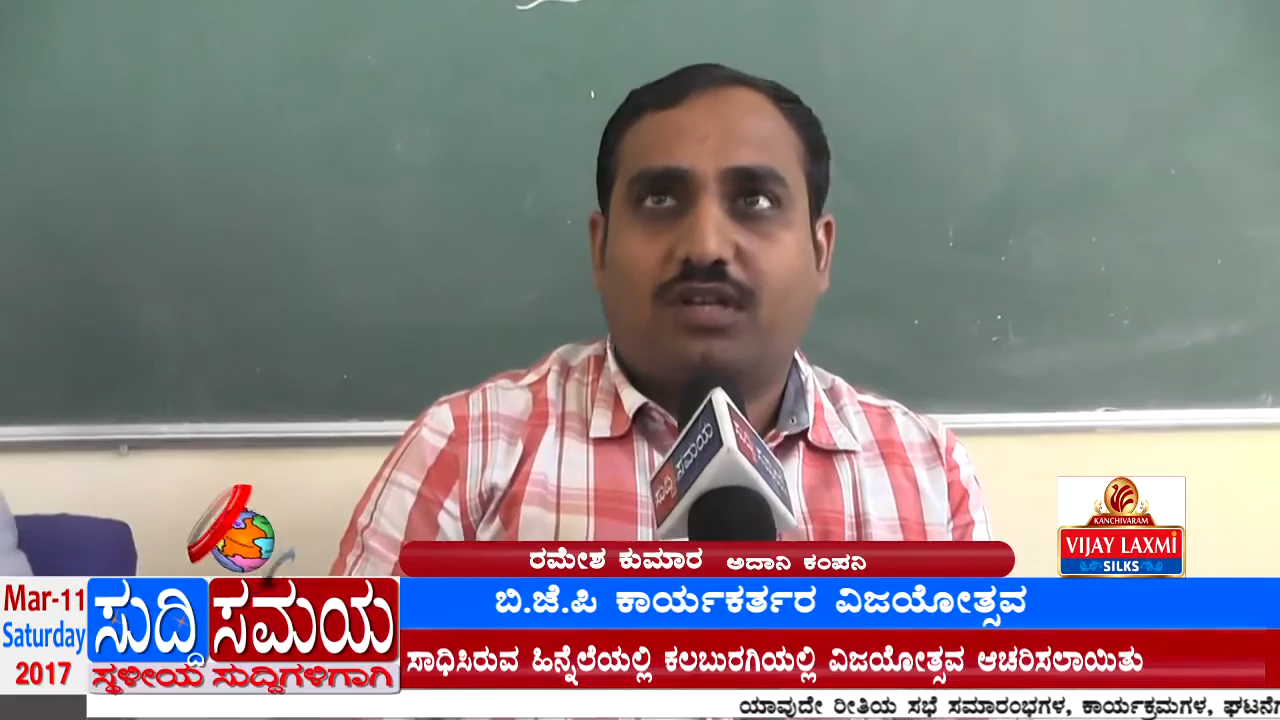 ಸುದ್ದಿ ಸಮಯ
KANCHIVARAM
VIJAY LAXMI
SILKS
ರಮೇಶ ಕುಮಾರ ಅದಾನಿ ಕಂಪನಿ
Mar-11
Saturday
2017
ಸುದ್ದಿ ಸಮಯ
ಸ್ಥಳೀಯ ಸುದ್ದಿಗಳಿಗಾಗಿ
ಬಿ.ಜೆ.ಪಿ ಕಾರ್ಯಕರ್ತರ ವಿಜಯೋತ್ಸವ
ಸಾಧಿಸಿರುವ ಹಿನ್ನೆಲೆಯಲ್ಲಿ ಕಲಬುರಗಿಯಲ್ಲಿ ವಿಜಯೋತ್ಸವ ಆಚರಿಸಲಾಯಿತು
ಯಾವುದೇ ರೀತಿಯ ಸಭೆ ಸಮಾರಂಭಗಳ, ಕಾರ್ಯಕ್ರಮಗಳ,